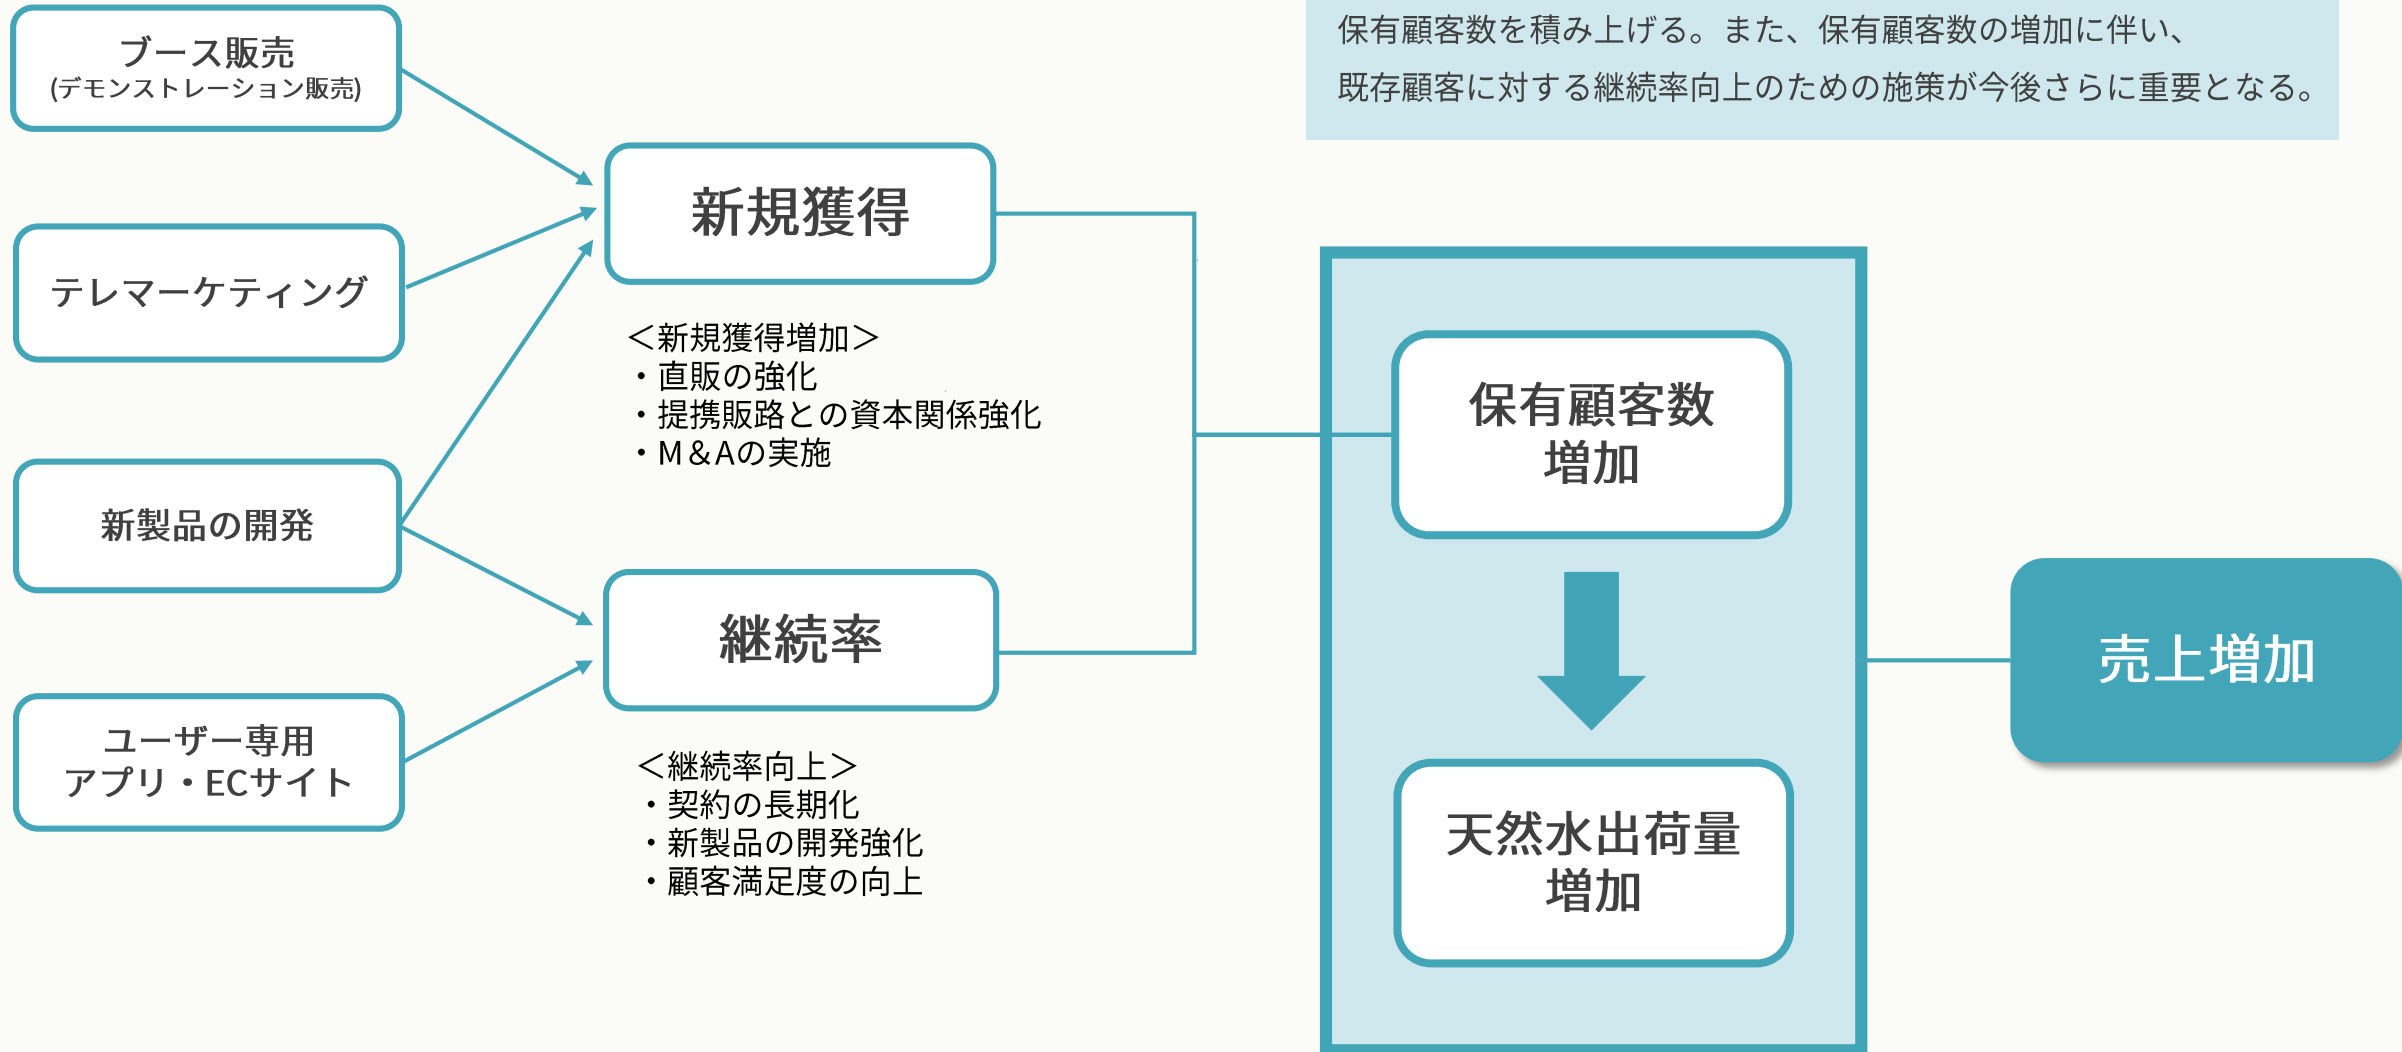 保有顧客数を積み上げる。また、保有顧客数の増加に伴い、
既存顧客に対する継続率向上のための施策が今後さらに重要となる。
ブース販売
(デモンストレーション販売)
テレマーケティング
新製品の開発
ユーザー専用
アプリ・ECサイト
新規獲得
＜新規獲得増加＞
・直販の強化
・提携販路との資本関係強化
・M＆Aの実施
継続率
＜継続率向上＞
・契約の長期化
・新製品の開発強化
・顧客満足度の向上
保有顧客数
増加
天然水出荷量
増加
売上増加